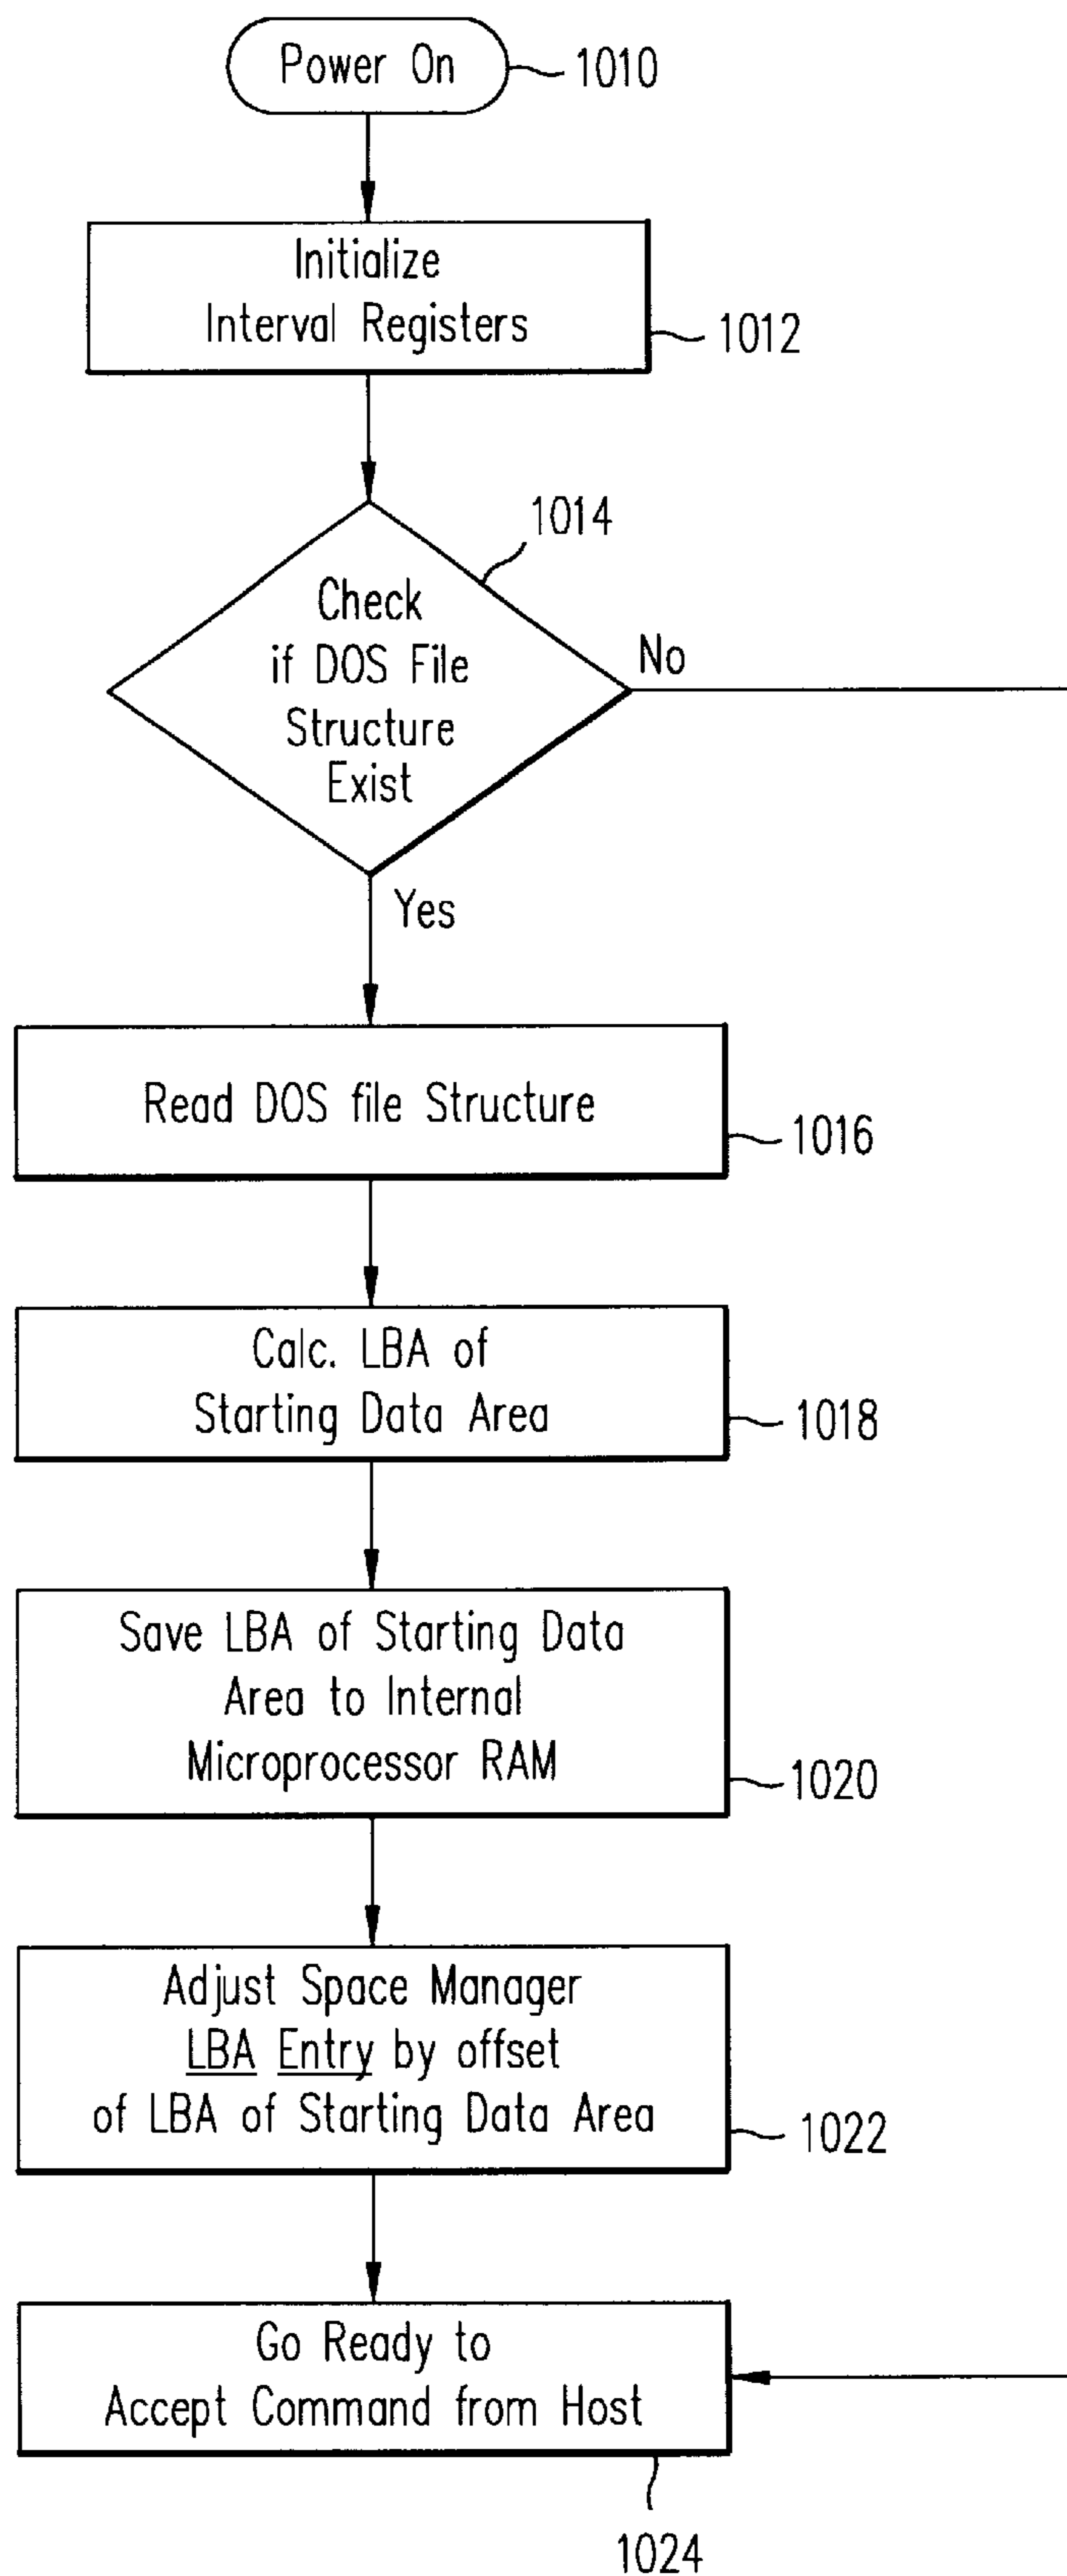 Power On
1010
Initialize
Interval Registers
1012
1014
Check
if DOS File
Structure
Exist
No
Yes
Read DOS file Structure
1016
Calc. LBA of
Starting Data Area
1018
Save LBA of Starting Data
Area to Internal
Microprocessor RAM
1020
Adjust Space Manager
LBA Entry by offset
of LBA of Starting Data Area
1022
Go Ready to
Accept Command from Host
1024